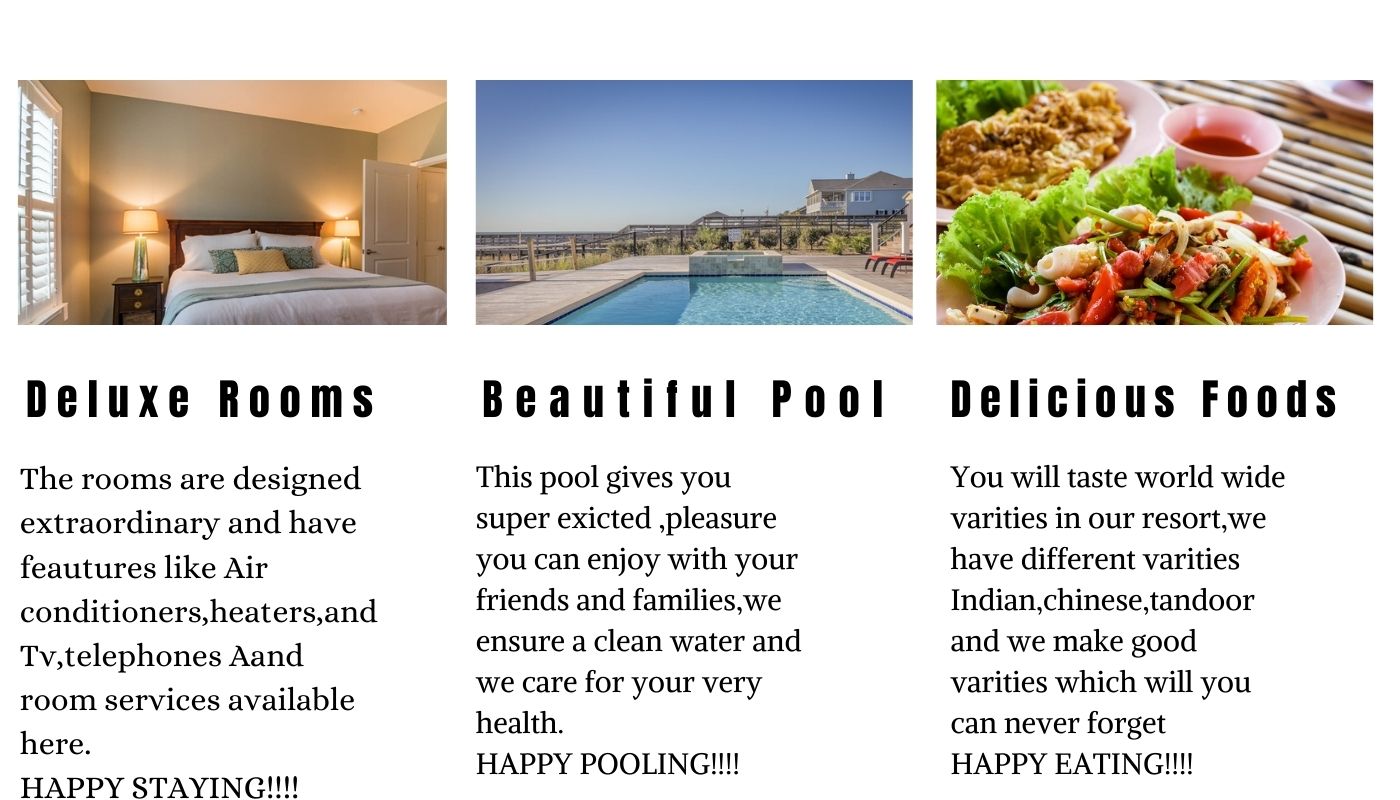 Deluxe Rooms
The rooms are designed
extraordinary and have
feautures like Air
conditioners,heaters,and
Tv,telephones Aand
room services available
here.
HAPPY STAYING!!!!
Beautiful Pool
This pool gives you
super exicted ,pleasure
you can enjoy with your
friends and families,we
ensure a clean water and
we care for your very
health.
HAPPY POOLING!!!!
Delicious Foods
You will taste world wide
varities in our resort,we
have different varities
Indian,chinese,tandoor
and we make good
varities which will you
can never forget
HAPPY EATING!!!!